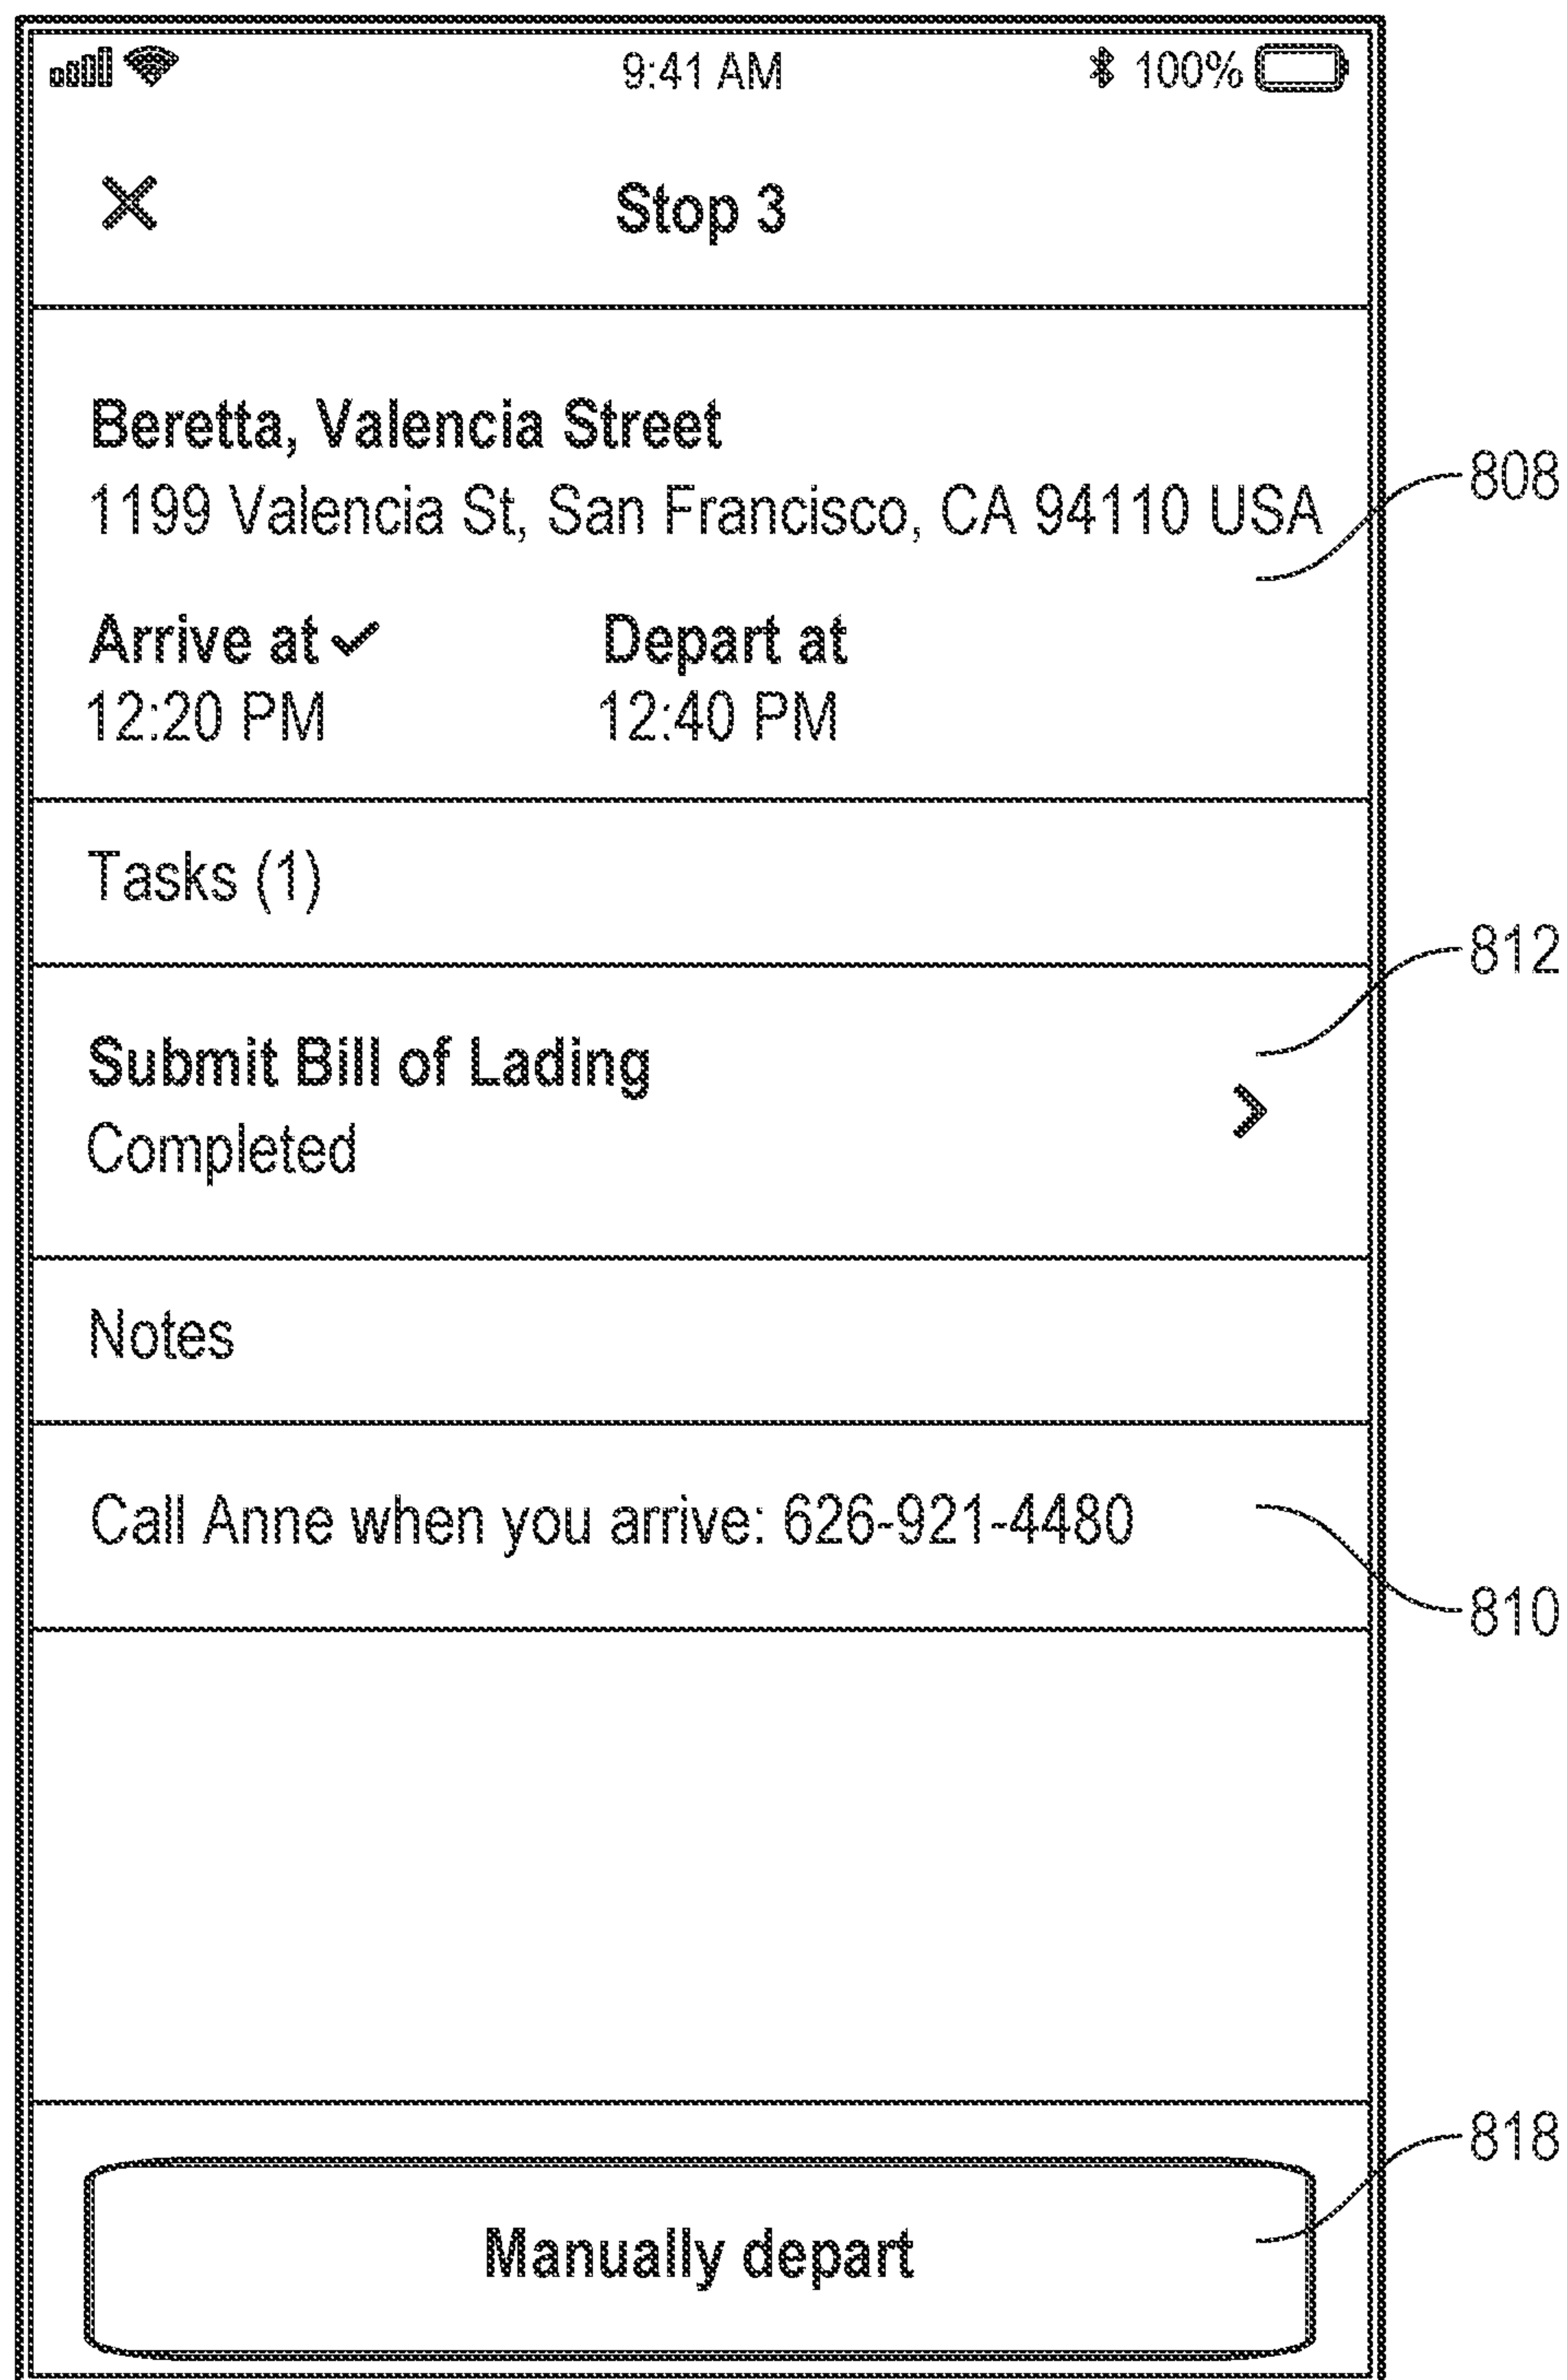 9:41 AM 100%
Stop 3
Beretta, Valencia Street
1199 Valencia St, San Francisco, CA 94110 USA
808
Arrive at Depart at
12:20 PM 12:40 PM
Tasks (1)
812
Submit Bill of Lading
Completed
Notes
Call Anne when you arrive: 626-921-4480
810
818
Manually depart